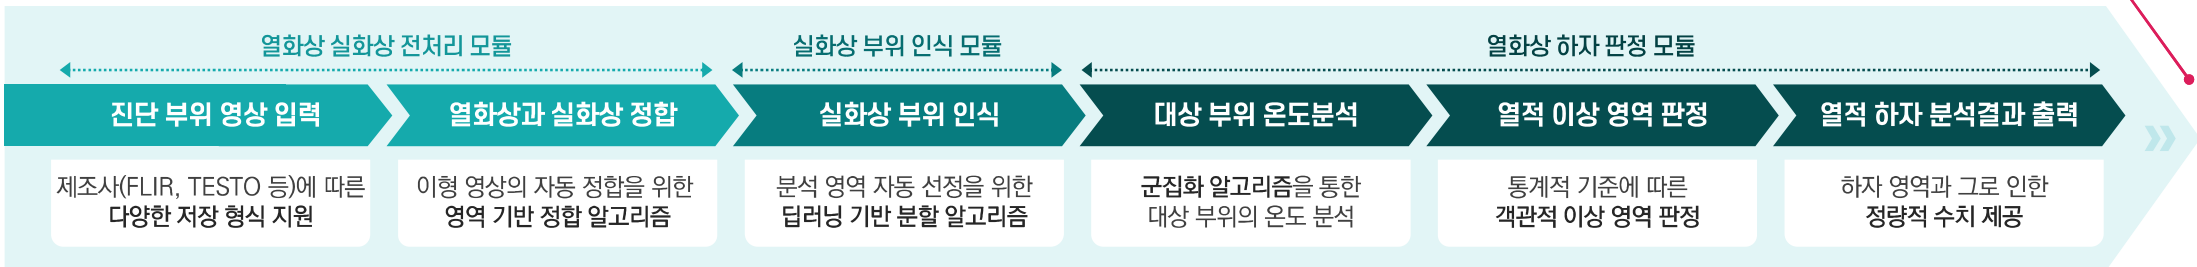 열화상 실화상 전처리 모듈
실화상 부위 인식 모듈
열화상 하자 판정 모듈
진단 부위 영상 입력
열화상과 실화상 정합
실화상 부위 인식
대상 부위 온도분석
열적 이상 영역 판정
열적 하자 분석결과 출력
제조사(FLIR, TESTO 등)에 따른
다양한 저장 형식 지원
이형 영상의 자동 정합을 위한
영역 기반 정합 알고리즘
분석 영역 자동 선정을 위한
딥러닝 기반 분할 알고리즘
군집화 알고리즘을 통한
대상 부위의 온도 분석
통계적 기준에 따른
객관적 이상 영역 판정
하자 영역과 그로 인한
정량적 수치 제공